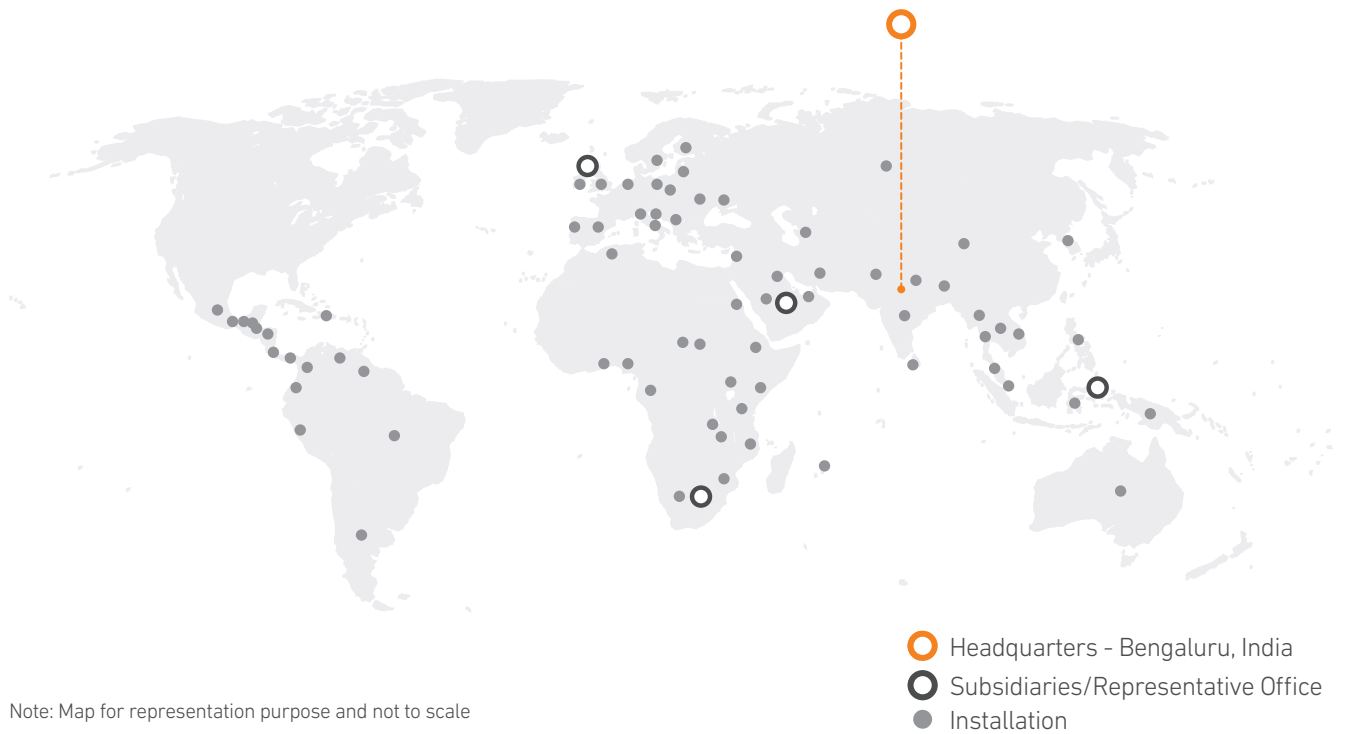 Headquarters - Bengaluru, India
Subsidiaries/Representative Office
Installation
Note: Map for representation purpose and not to scale